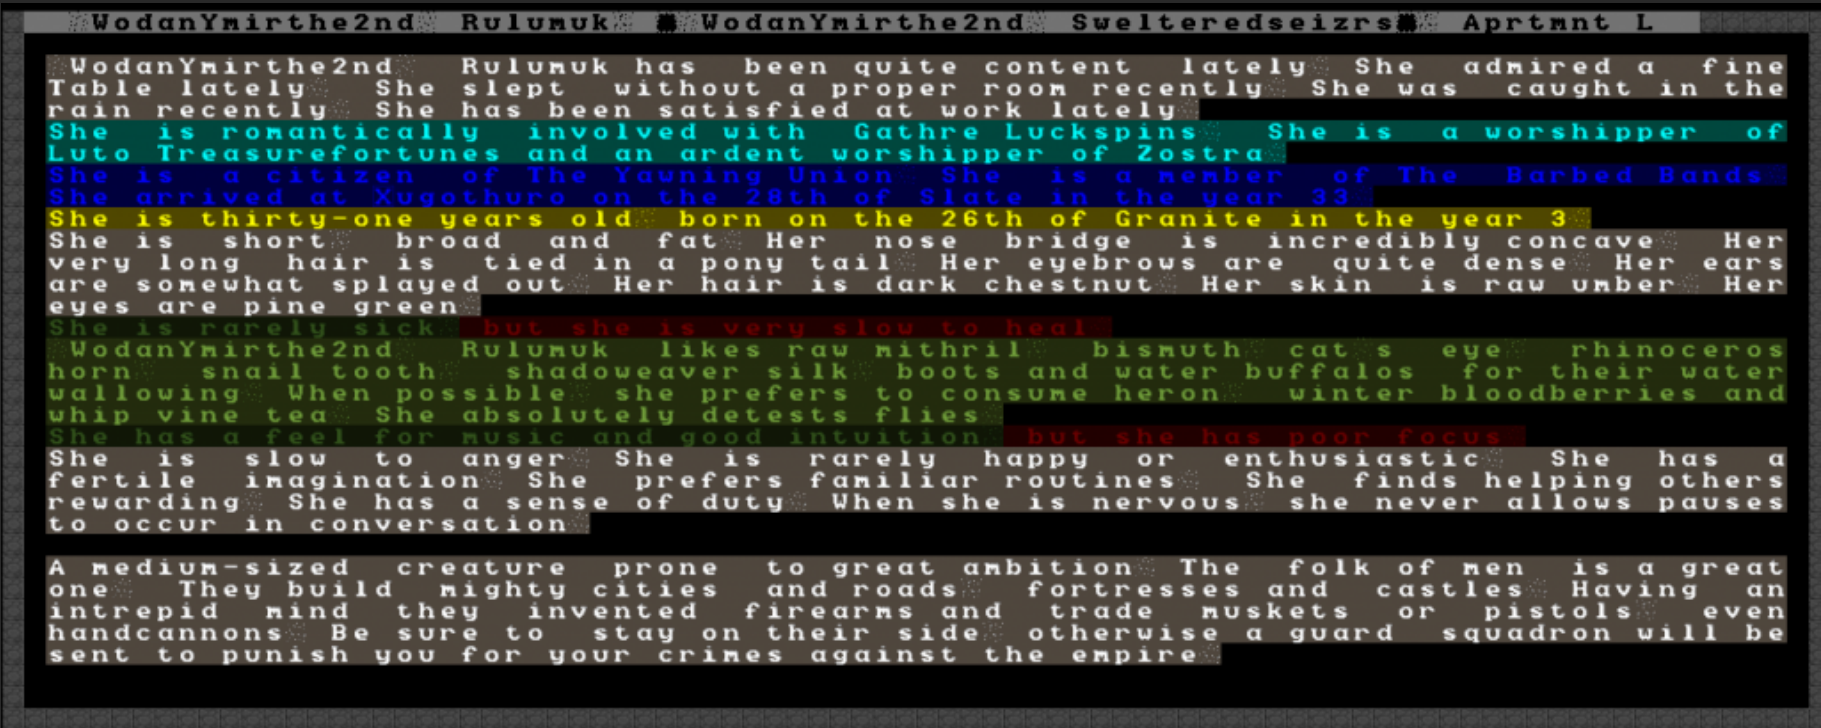 WodanYmirthe2nd Rulumuk WodanYmirthe2nd Swelteredseizrs Aprtmnt L
WodanYmirthe2nd Rulumuk has been quite content lately She admired a fine
Table lately She slept without a proper room recently She was caught in the
rain recently She has been satisfied at work lately
She is romantically involved with Gathre Luckspins She is a worshipper of
Luto Treasurefortunes and an ardent worshipper of Zostra
She is a citizen of The Yawning Union She is a member of The Barbed Bands
She arrived at Xugothuro on the 28th of Slate in the year 33
She is thirty-one years old born on the 26th of Granite in the year 3
She is short broad and fat Her nose bridge is incredibly concave Her
very long hair is tied in a pony tail Her eyebrows are quite dense Her ears
are somewhat splayed out Her hair is dark chestnut Her skin is raw umber Her
eyes are pine green
She is rarely sick but she is very slow to heal
WodanYmirthe2nd Rulumuk likes raw mithril bismuth cat s eye rhinoceros
horn snail tooth shadoweaver silk boots and water buffalos for their water
wallowing When possible she prefers to consume heron winter bloodberries and
whip vine tea She absolutely detests flies
She has a feel for music and good intuition but she has poor focus
She is slow to anger She is rarely happy or enthusiastic She has a
fertile imagination She prefers familiar routines She finds helping others
rewarding She has a sense of duty When she is nervous she never allows pauses
to occur in conversation
A medium-sized creature prone to great ambition The folk of men is a great
one They build mighty cities and roads fortresses and castles Having an
intrepid mind they invented firearms and trade muskets or pistols even
handcannons Be sure to stay on their side otherwise a guard squadron will be
sent to punish you for your crimes against the empire